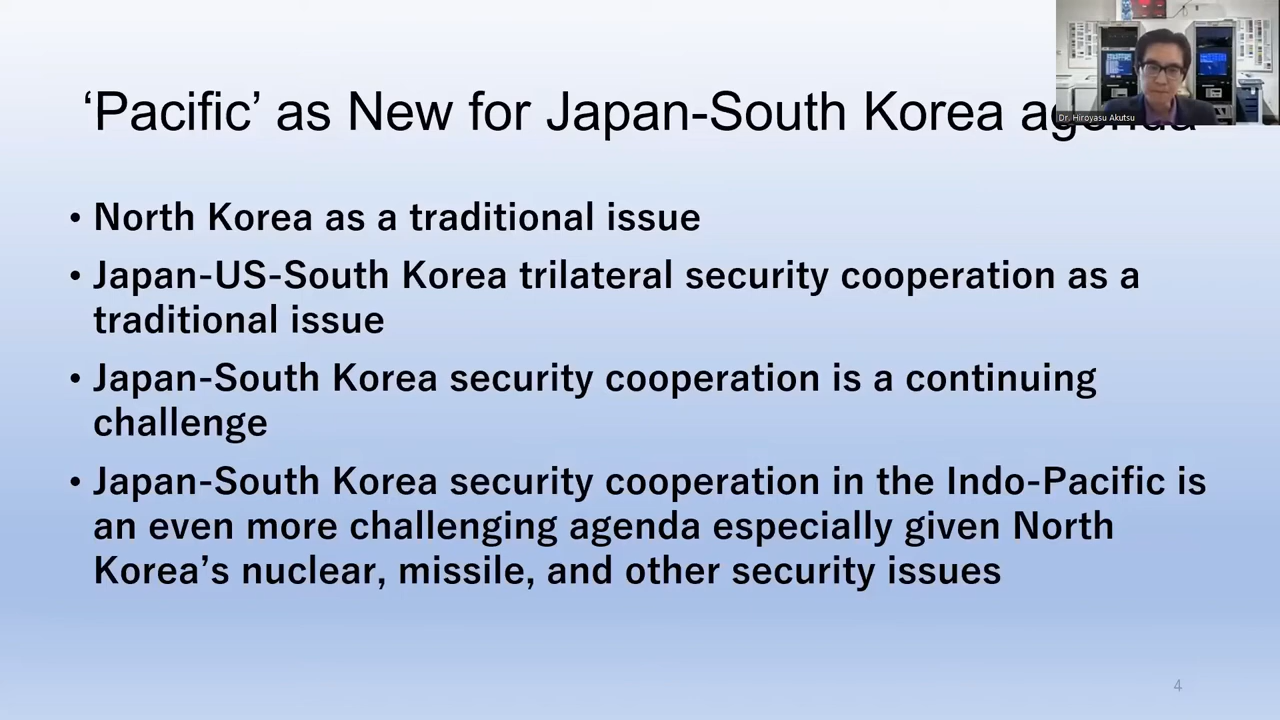 ‘Pacific’ as New for Japan-South Korea agenda
Dr. Hiroyasu Akutsu
• North Korea as a traditional issue
• Japan-US-South Korea trilateral security cooperation as a
traditional issue
• Japan-South Korea security cooperation is a continuing
challenge
• Japan-South Korea security cooperation in the Indo-Pacific is
an even more challenging agenda especially given North
Korea’s nuclear, missile, and other security issues
4